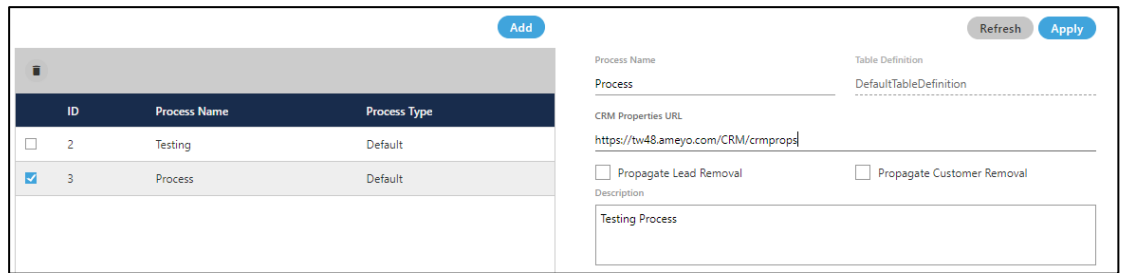 Add
ID Process Name Process Type
2 Testing Default
3 Process Default
Refresh Apply
Process Name Table Definition
Process DefaultTableDefinition
CRM Properties URL
https://tw48.ameyo.com/CRM/crmprops
Propagate Lead Removal Propagate Customer Removal
Description
Testing Process